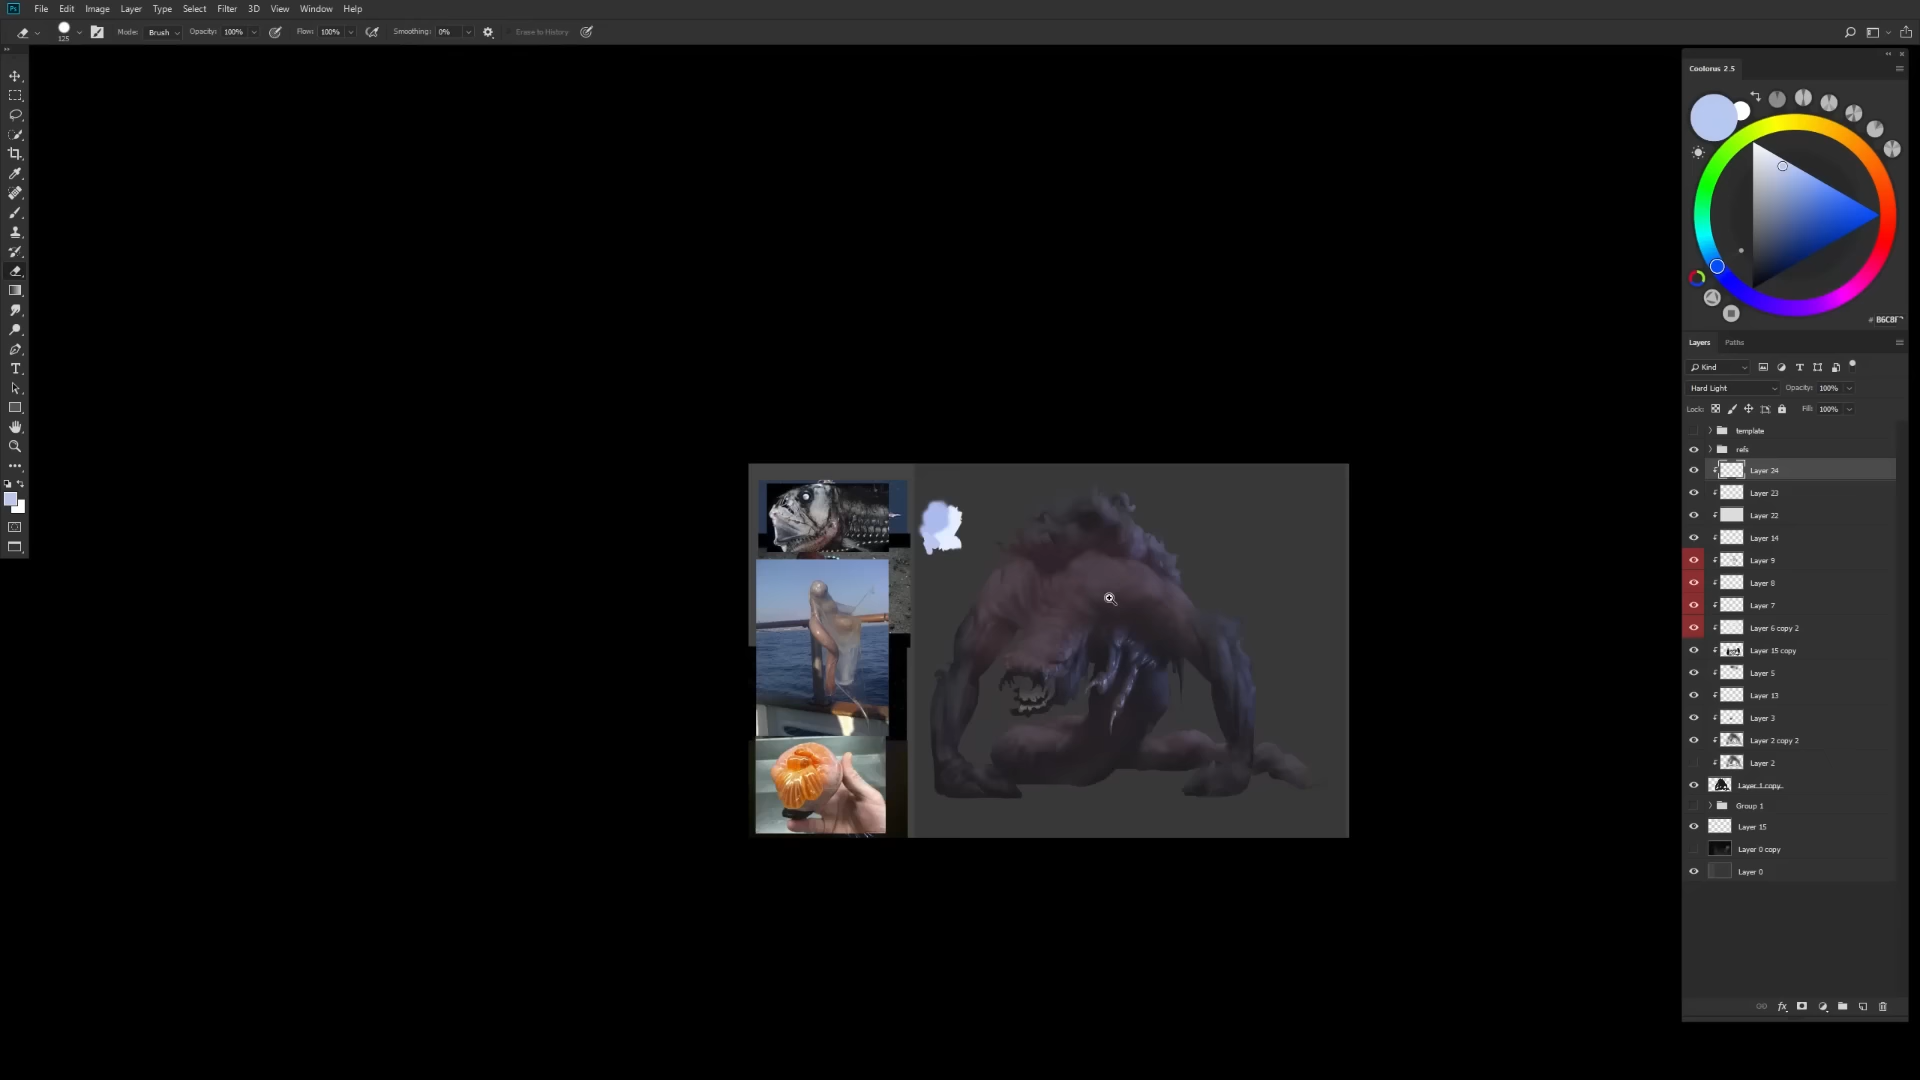 Ps File Edit Image Layer Type Select Filter 3D View Window Help
125 Mode: Brush Opacity: 100% Flow: 100% Smoothing: 0% Erase to History
Coolorus 2.5
Layers Paths
Kind
Hard Light Opacity: 100%
Lock: Fill: 100%
template
refs
Layer 24
Layer 23
Layer 22
Layer 14
Layer 9
Layer 8
Layer 7
Layer 6 copy 2
Layer 15 copy
Layer 5
Layer 13
Layer 3
Layer 2 copy 2
Layer 2
Layer 1 copy
Group 1
Layer 15
Layer 0 copy
Layer 0